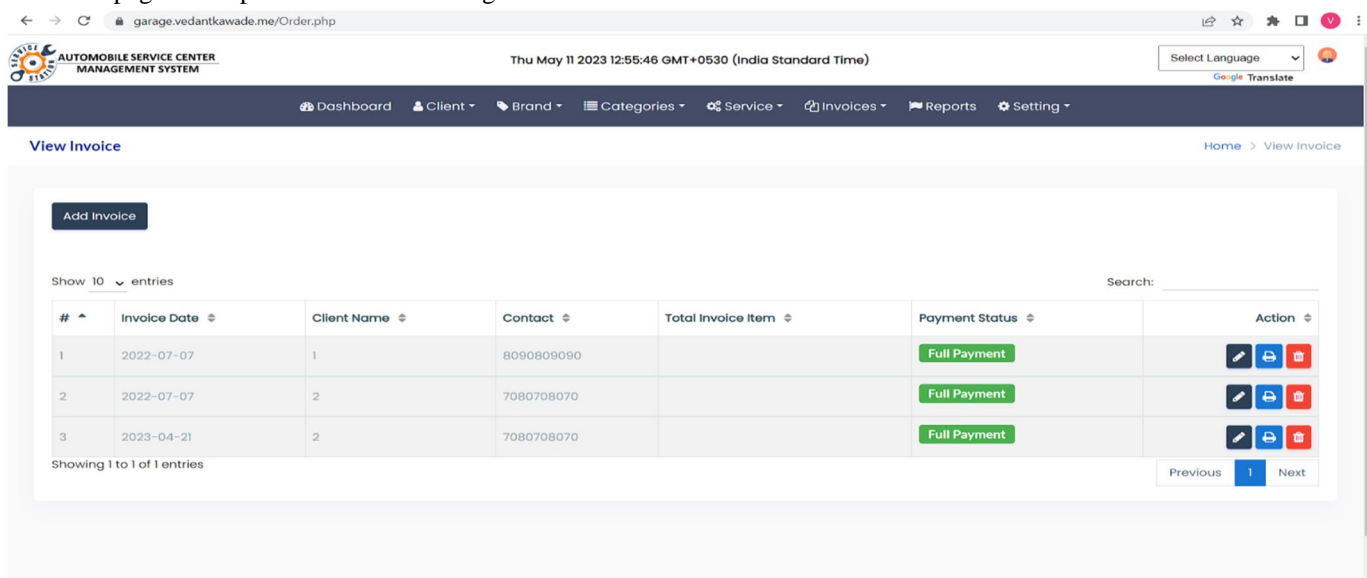 garage.vedantkawade.me/Order.php
V
SERVICE STATION
AUTOMOBILE SERVICE CENTER
MANAGEMENT SYSTEM
Thu May 11 2023 12:55:46 GMT+0530 (India Standard Time)
Select Language
Google Translate
Dashboard Client Brand Categories Service Invoices Reports Setting
View Invoice
Home > View Invoice
Add Invoice
Show 10 entries
Search:
# Invoice Date Client Name Contact Total Invoice Item Payment Status Action
1 2022-07-07 1 8090809090 Full Payment
2 2022-07-07 2 7080708070 Full Payment
3 2023-04-21 2 7080708070 Full Payment
Showing 1 to 1 of 1 entries
Previous 1 Next